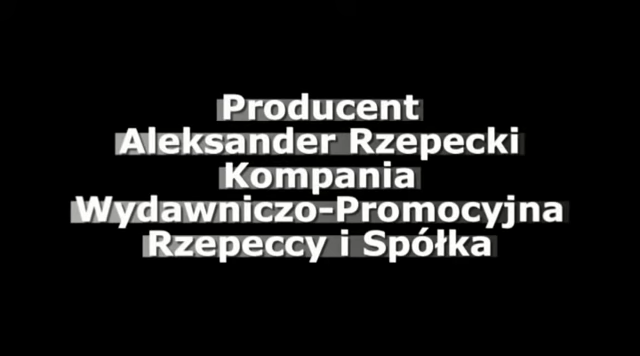 Producent
Aleksander Rzepecki
Kompania
Wydawniczo-Promocyjna
Rzepeccy i Spółka